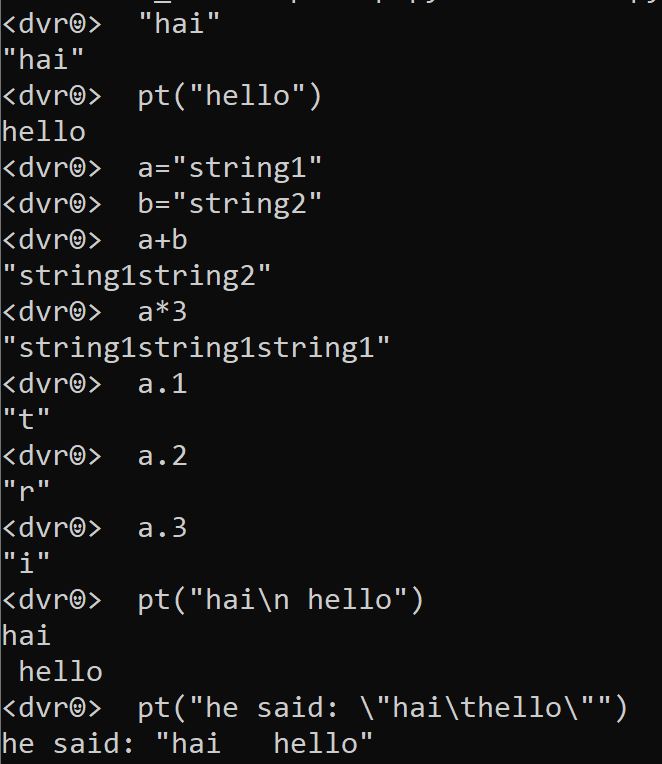 <dvr☺>  "hai"
"hai"
<dvr☺>  pt("hello")
hello
<dvr☺>  a="string1"
<dvr☺>  b="string2"
<dvr☺>  a+b
"string1string2"
<dvr☺>  a*3
"string1string1string1"
<dvr☺>  a.1
"t"
<dvr☺>  a.2
"r"
<dvr☺>  a.3
"i"
<dvr☺>  pt("hai\n hello")
hai
 hello
<dvr☺>  pt("he said: \"hai\thello\"")
he said: "hai   hello"